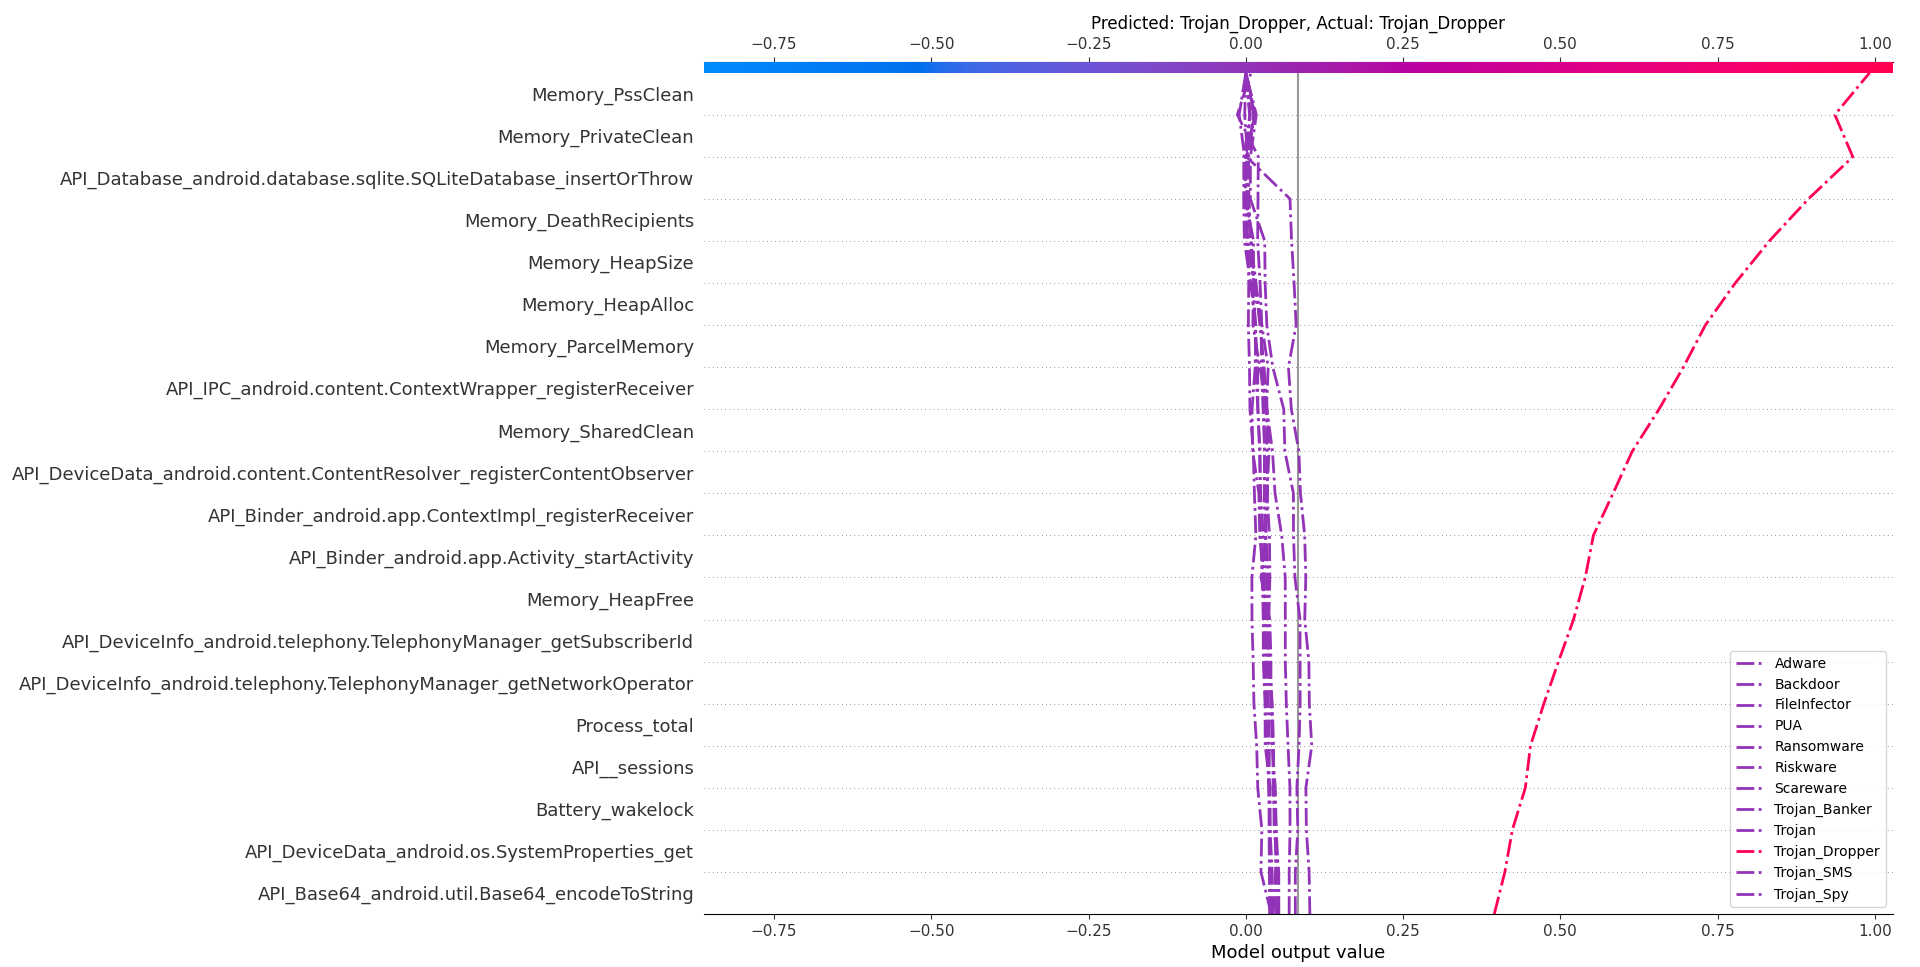 Predicted: Trojan_Dropper, Actual: Trojan_Dropper
−0.75 −0.50 −0.25 0.00 0.25 0.50 0.75 1.00
Memory_PssClean
Memory_PrivateClean
API_Database_android.database.sqlite.SQLiteDatabase_insertOrThrow
Memory_DeathRecipients
Memory_HeapSize
Memory_HeapAlloc
Memory_ParcelMemory
API_IPC_android.content.ContextWrapper_registerReceiver
Memory_SharedClean
API_DeviceData_android.content.ContentResolver_registerContentObserver
API_Binder_android.app.ContextImpl_registerReceiver
API_Binder_android.app.Activity_startActivity
Memory_HeapFree
API_DeviceInfo_android.telephony.TelephonyManager_getSubscriberId
API_DeviceInfo_android.telephony.TelephonyManager_getNetworkOperator
Process_total
API__sessions
Battery_wakelock
API_DeviceData_android.os.SystemProperties_get
API_Base64_android.util.Base64_encodeToString
Adware
Backdoor
FileInfector
PUA
Ransomware
Riskware
Scareware
Trojan_Banker
Trojan
Trojan_Dropper
Trojan_SMS
Trojan_Spy
−0.75 −0.50 −0.25 0.00 0.25 0.50 0.75 1.00
Model output value